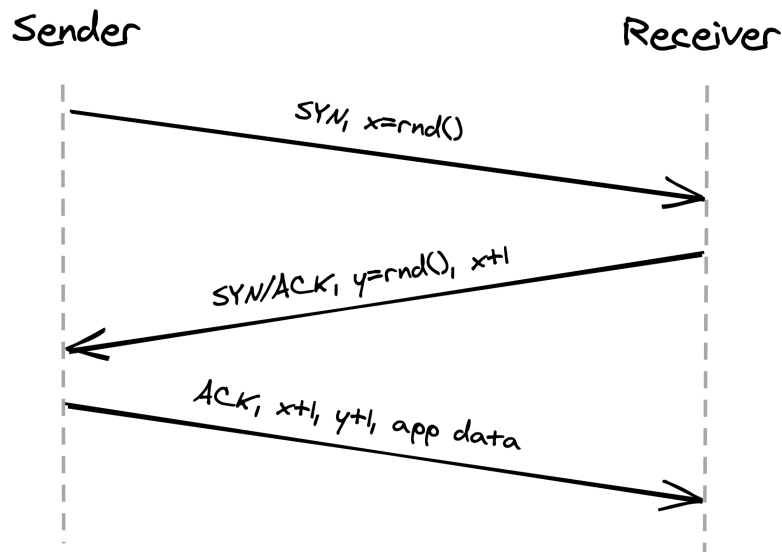 Sender
Receiver
SYN, x=rnd()
SYN/ACK, y=rnd(), x+1
ACK, x+1, y+1, app data